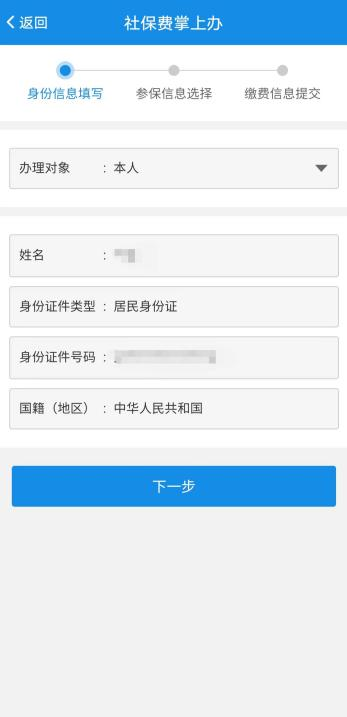 返回 社保费掌上办
身份信息填写 参保信息选择 缴费信息提交
办理对象 : 本人
姓名 :
身份证件类型 : 居民身份证
身份证件号码 :
国籍（地区） : 中华人民共和国
下一步